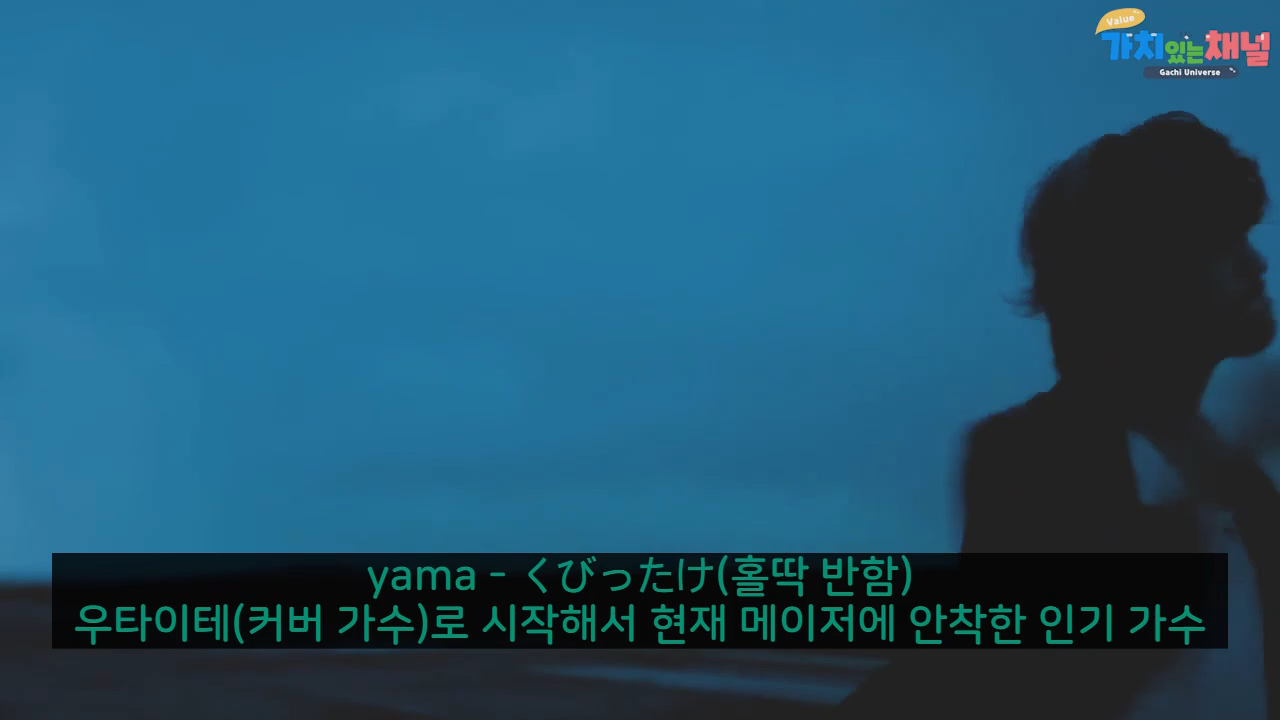 Value
가치있는채널
Gachi Universe
yama - くびったけ(홀딱 반함)
우타이테(커버 가수)로 시작해서 현재 메이저에 안착한 인기 가수